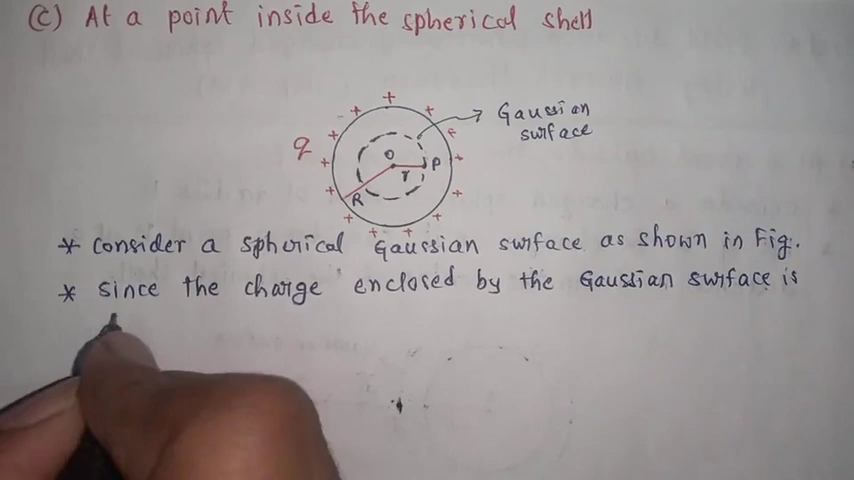 (C) At a point inside the spherical shell
Gaussian
surface
q
O
P
r
R
* Consider a spherical Gaussian surface as shown in Fig.
* Since the charge enclosed by the Gaussian surface is